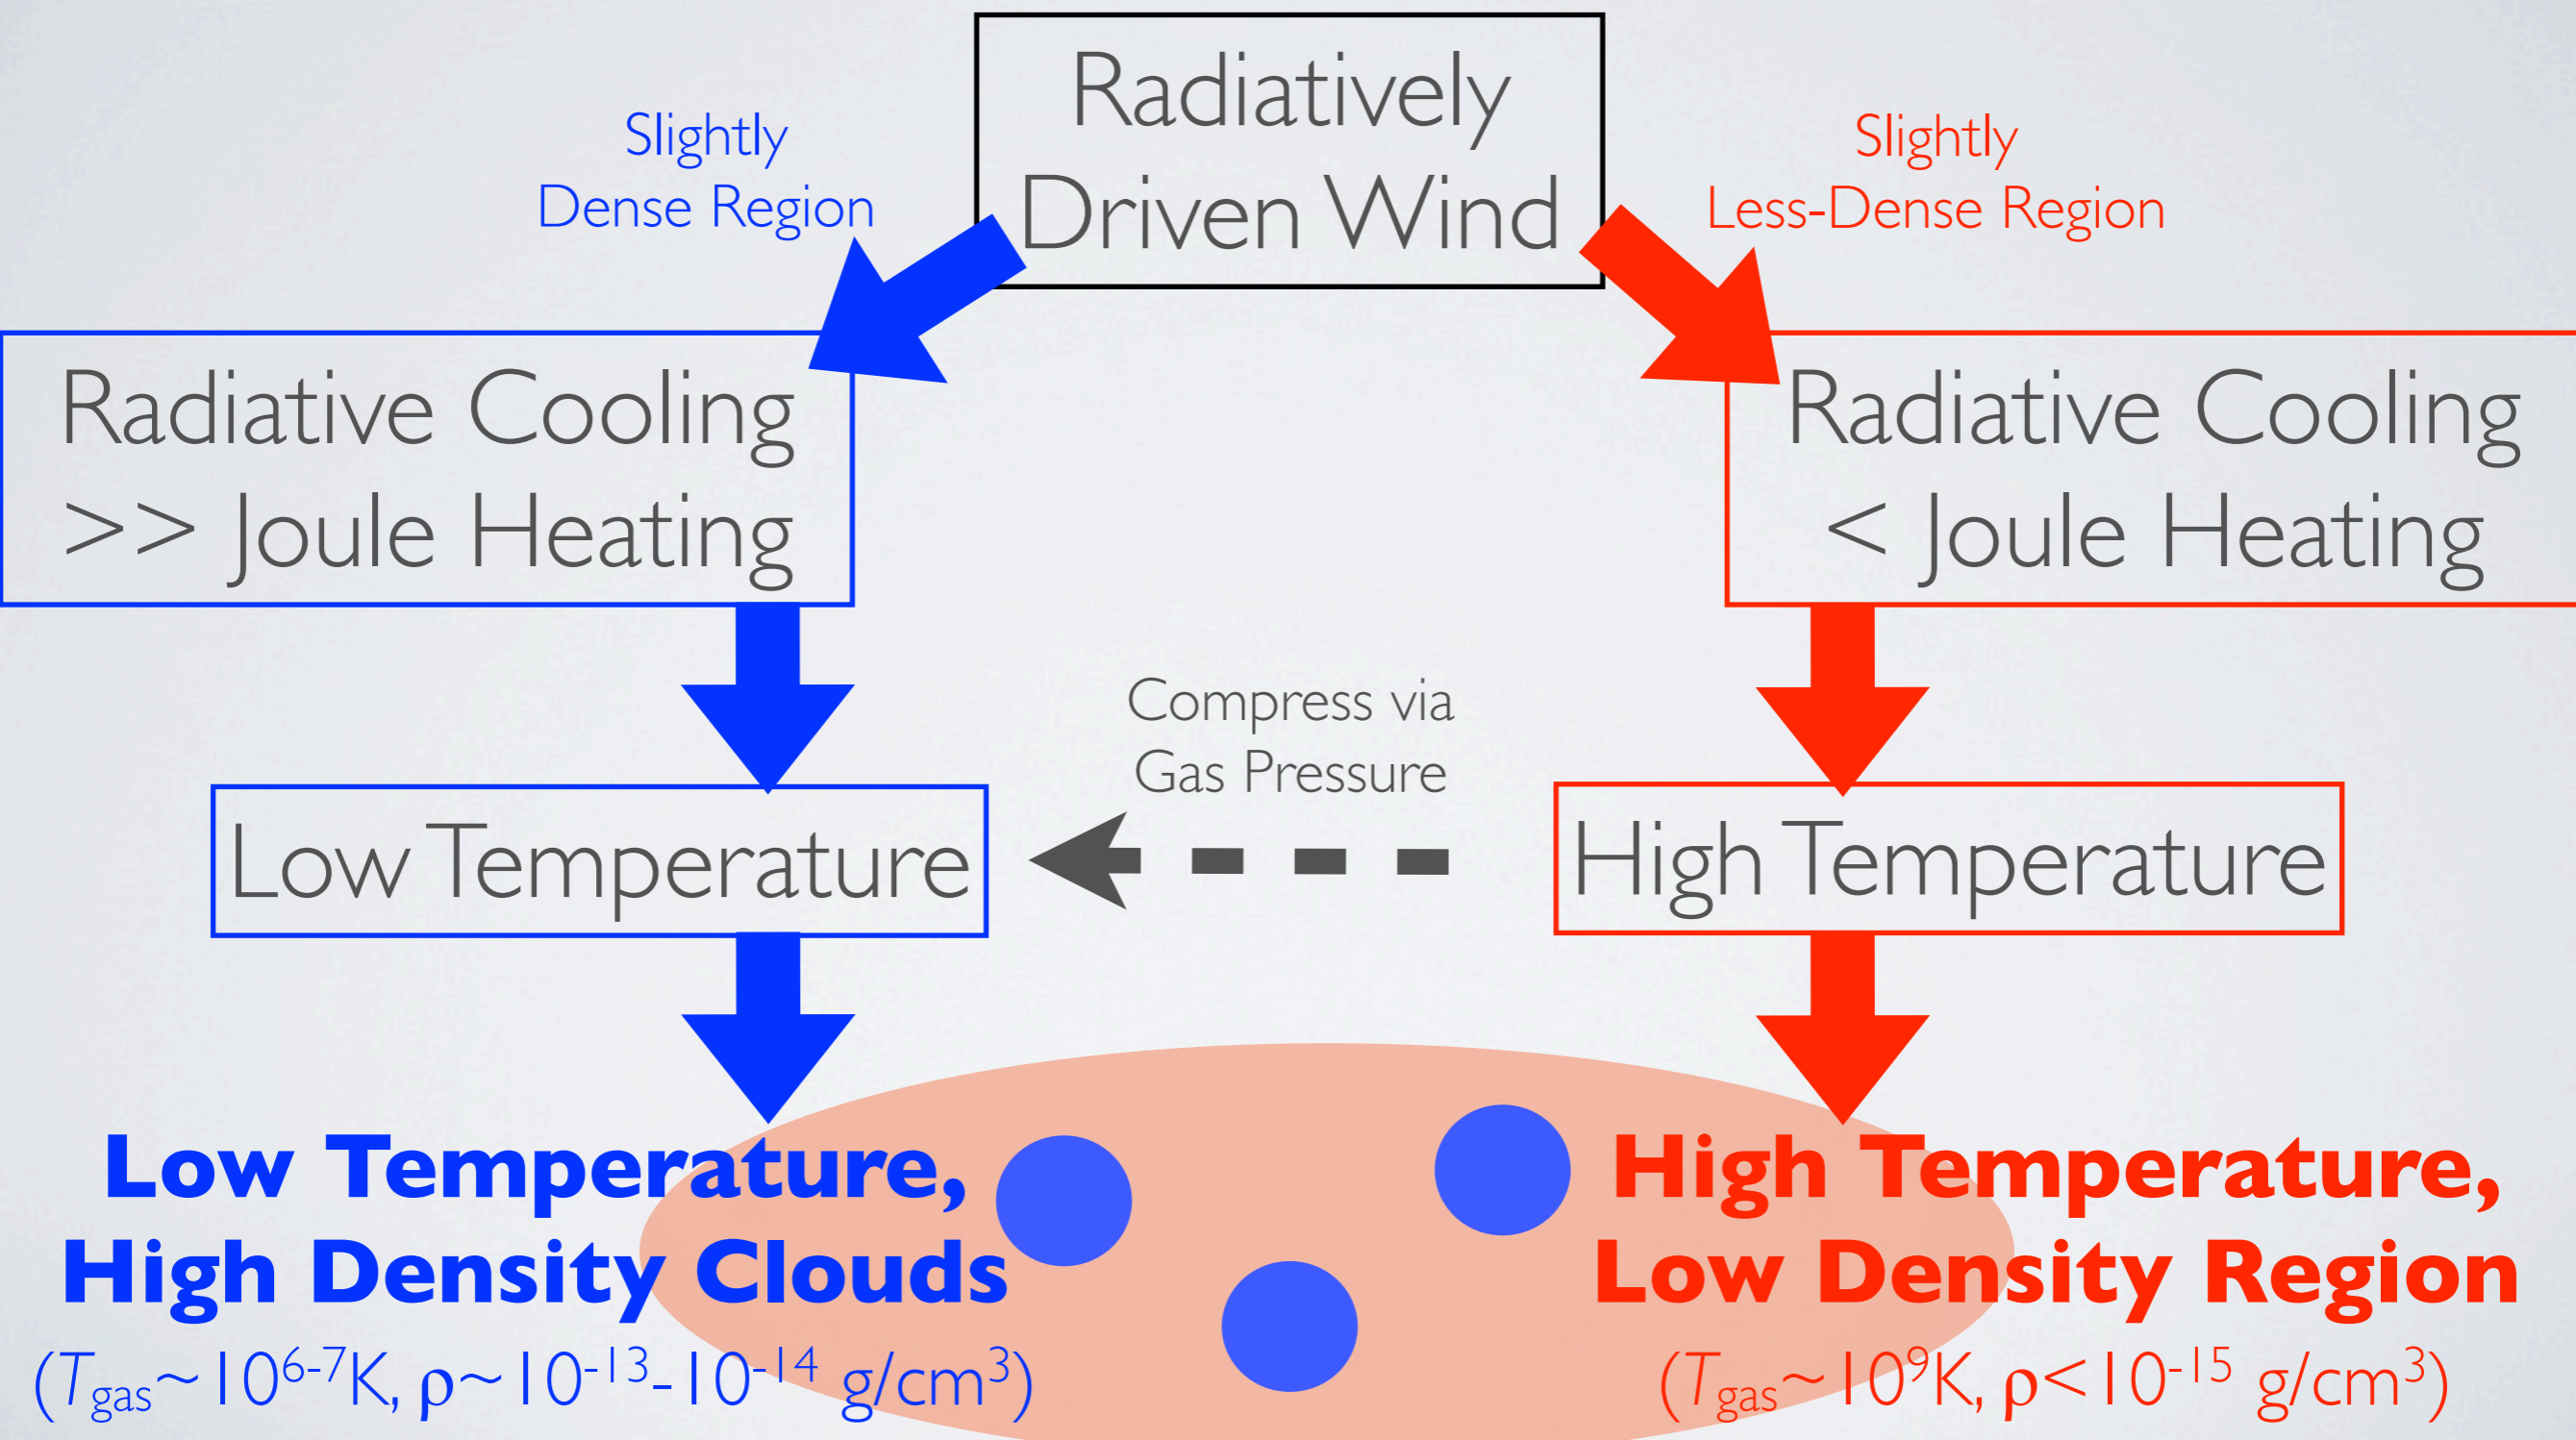 Radiatively
Driven Wind
Slightly
Dense Region
Slightly
Less-Dense Region
Radiative Cooling
>> Joule Heating
Radiative Cooling
< Joule Heating
Compress via
Gas Pressure
Low Temperature
High Temperature
Low Temperature,
High Density Clouds
(Tgas~10⁶⁻⁷K, ρ~10⁻¹³-10⁻¹⁴ g/cm³)
High Temperature,
Low Density Region
(Tgas~10⁹K, ρ<10⁻¹⁵ g/cm³)